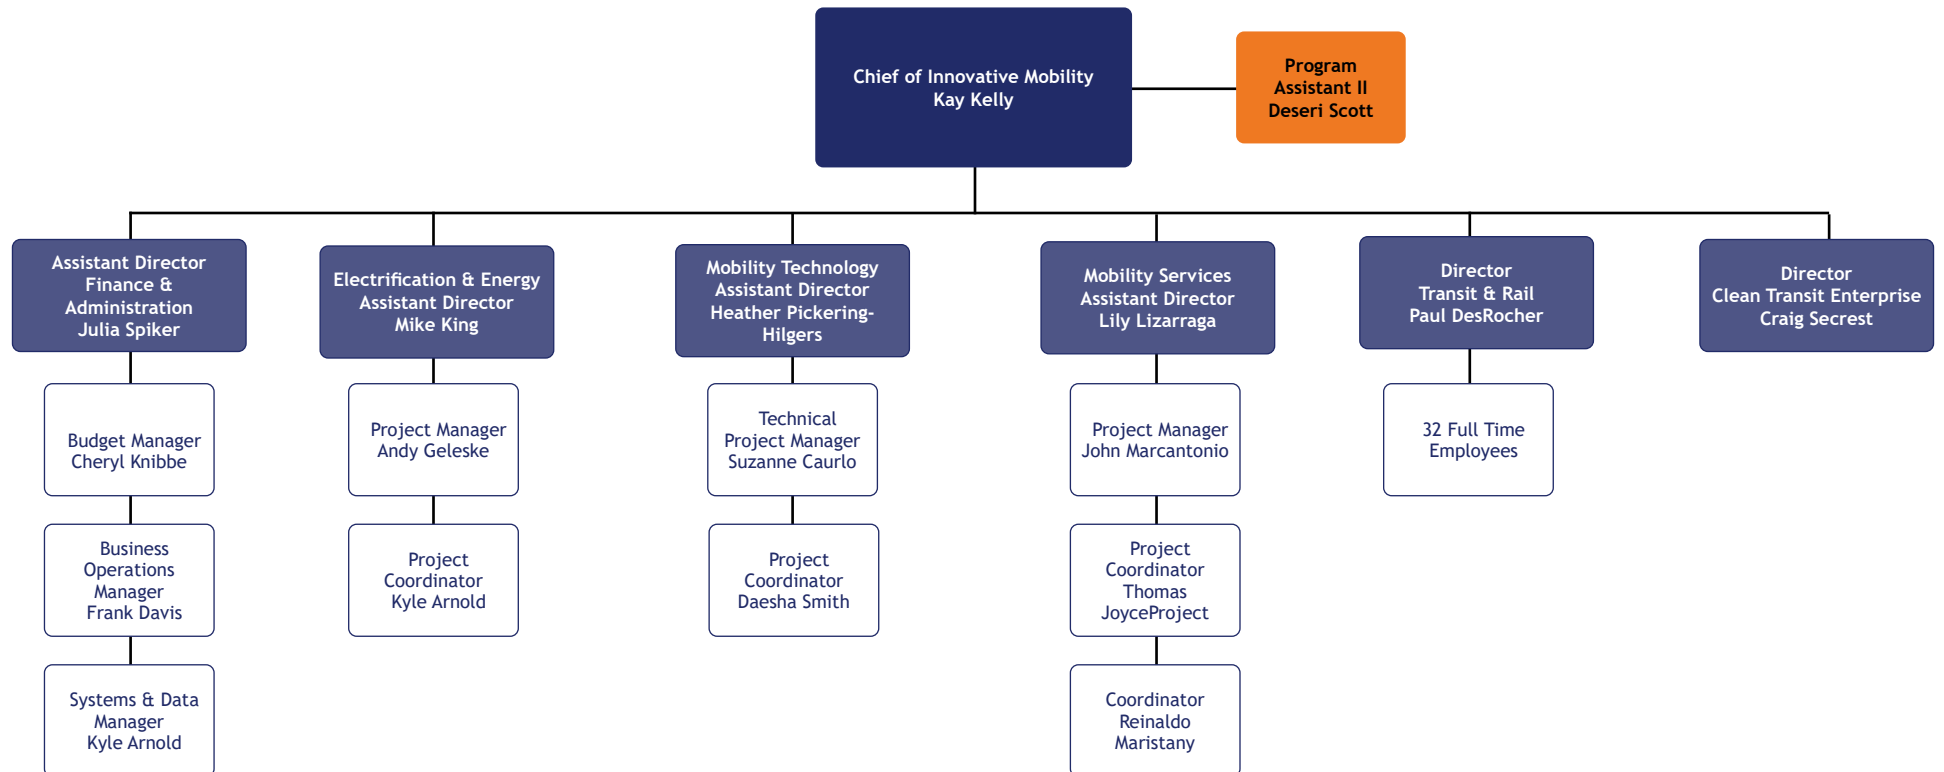 Chief of Innovative Mobility
Kay Kelly
Program
Assistant II
Deseri Scott
Assistant Director
Finance &
Administration
Julia Spiker
Electrification & Energy
Assistant Director
Mike King
Mobility Technology
Assistant Director
Heather Pickering-
Hilgers
Mobility Services
Assistant Director
Lily Lizarraga
Director
Transit & Rail
Paul DesRocher
Director
Clean Transit Enterprise
Craig Secrest
Budget Manager
Cheryl Knibbe
Project Manager
Andy Geleske
Technical
Project Manager
Suzanne Caurlo
Project Manager
John Marcantonio
32 Full Time
Employees
Business
Operations
Manager
Frank Davis
Project
Coordinator
Kyle Arnold
Project
Coordinator
Daesha Smith
Project
Coordinator
Thomas
JoyceProject
Systems & Data
Manager
Kyle Arnold
Coordinator
Reinaldo
Maristany